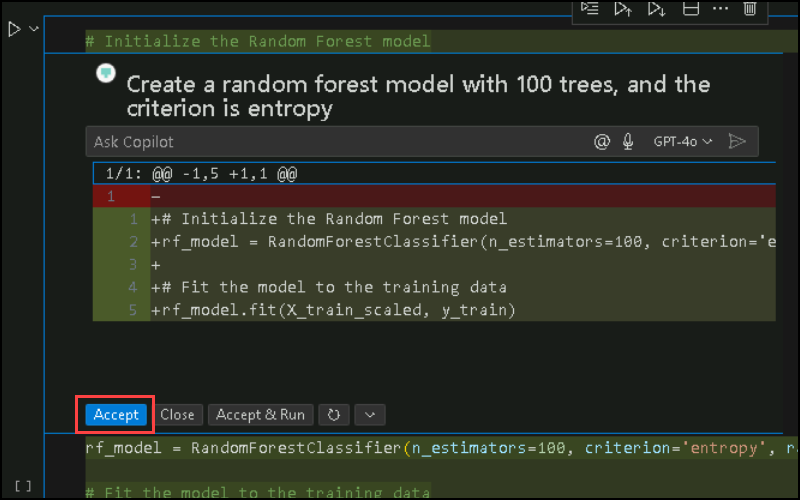 # Initialize the Random Forest model
Create a random forest model with 100 trees, and the
criterion is entropy
Ask Copilot
@ GPT-4o
1/1: @@ -1,5 +1,1 @@
1 −
1 +# Initialize the Random Forest model
2 +rf_model = RandomForestClassifier(n_estimators=100, criterion='e
3 +
4 +# Fit the model to the training data
5 +rf_model.fit(X_train_scaled, y_train)
Accept Close Accept & Run
rf_model = RandomForestClassifier(n_estimators=100, criterion='entropy', r
[ ]
# Fit the model to the training data